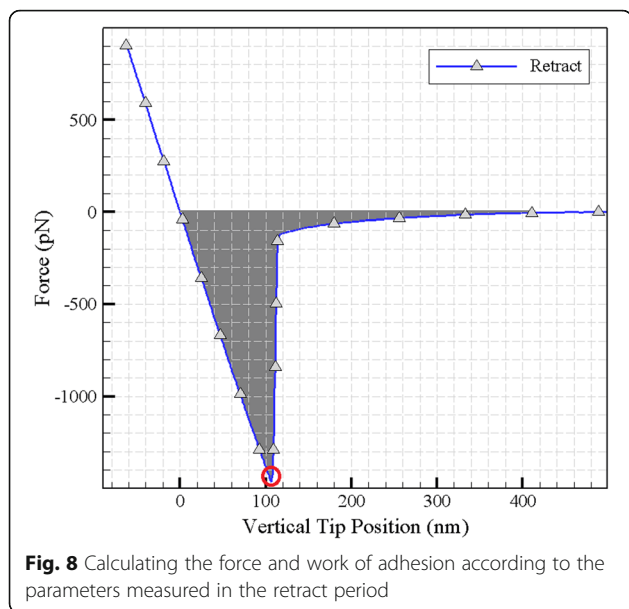 Retract
500
0
-500
-1000
Force (pN)
0 100 200 300 400
Vertical Tip Position (nm)
Fig. 8 Calculating the force and work of adhesion according to the
parameters measured in the retract period